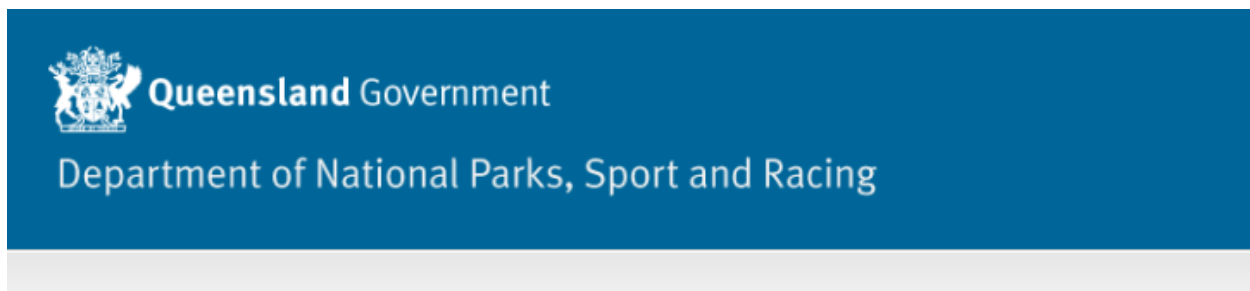 Queensland Government
Department of National Parks, Sport and Racing